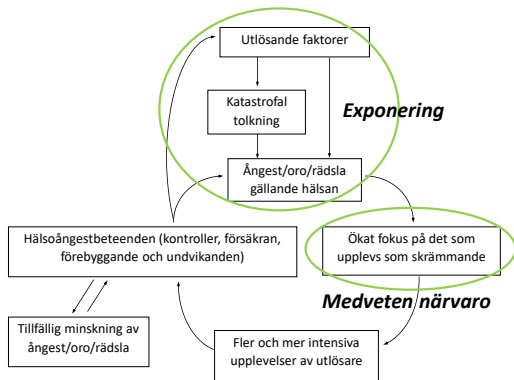 Utlösande faktorer
Katastrofal
tolkning
Exponering
Ångest/oro/rädsla
gällande hälsan
Hälsoångestbeteenden (kontroller, försäkran,
förebyggande och undvikanden)
Ökat fokus på det som
upplevs som skrämmande
Medveten närvaro
Tillfällig minskning av
ångest/oro/rädsla
Fler och mer intensiva
upplevelser av utlösare